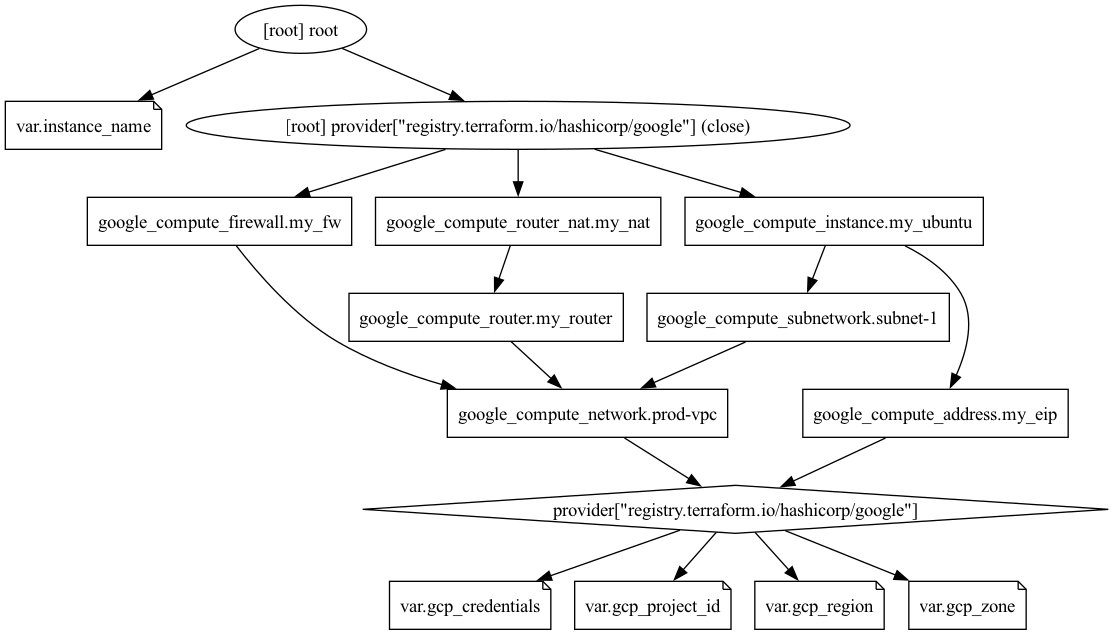 [root] root
var.instance_name
[root] provider["registry.terraform.io/hashicorp/google"] (close)
google_compute_firewall.my_fw
google_compute_router_nat.my_nat
google_compute_instance.my_ubuntu
google_compute_router.my_router
google_compute_subnetwork.subnet-1
google_compute_network.prod-vpc
google_compute_address.my_eip
provider["registry.terraform.io/hashicorp/google"]
var.gcp_credentials
var.gcp_project_id
var.gcp_region
var.gcp_zone